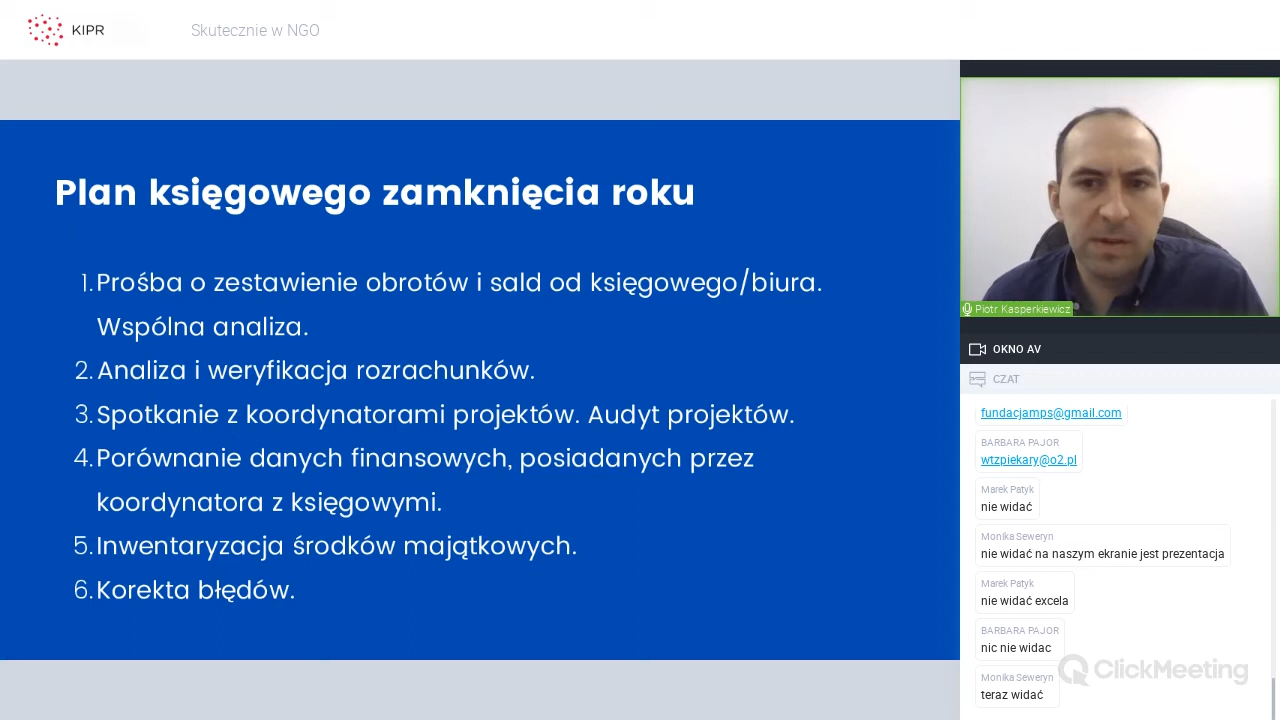 KIPR
Skutecznie w NGO
Plan księgowego zamknięcia roku
1. Prośba o zestawienie obrotów i sald od księgowego/biura.
Wspólna analiza.
2. Analiza i weryfikacja rozrachunków.
3. Spotkanie z koordynatorami projektów. Audyt projektów.
4. Porównanie danych finansowych, posiadanych przez
koordynatora z księgowymi.
5. Inwentaryzacja środków majątkowych.
6. Korekta błędów.
Piotr Kasperkiewicz
OKNO AV
CZAT
fundacjamps@gmail.com
BARBARA PAJOR
wtzpiekary@o2.pl
Marek Patyk
nie widać
Monika Seweryn
nie widać na naszym ekranie jest prezentacja
Marek Patyk
nie widać excela
BARBARA PAJOR
nic nie widac
Monika Seweryn
teraz widać
ClickMeeting